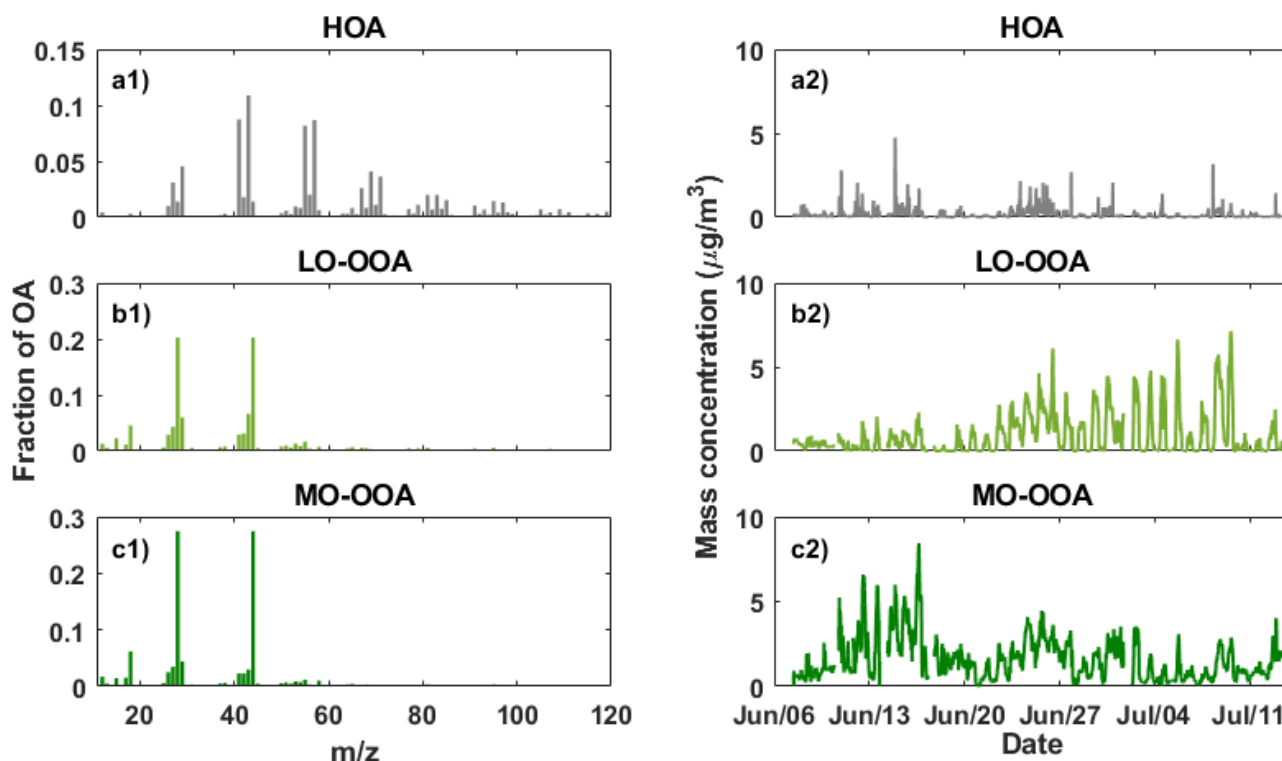 HOA
0.15
a1)
0.1
0.05
0
LO-OOA
0.3
b1)
0.2
0.1
0
MO-OOA
0.3
c1)
0.2
0.1
0
20 40 60 80 100 120
m/z
Fraction of OA
HOA
10
a2)
5
0
LO-OOA
10
b2)
5
0
MO-OOA
10
c2)
5
0
Jun/06 Jun/13 Jun/20 Jun/27 Jul/04 Jul/11
Date
Mass concentration (μg/m³)